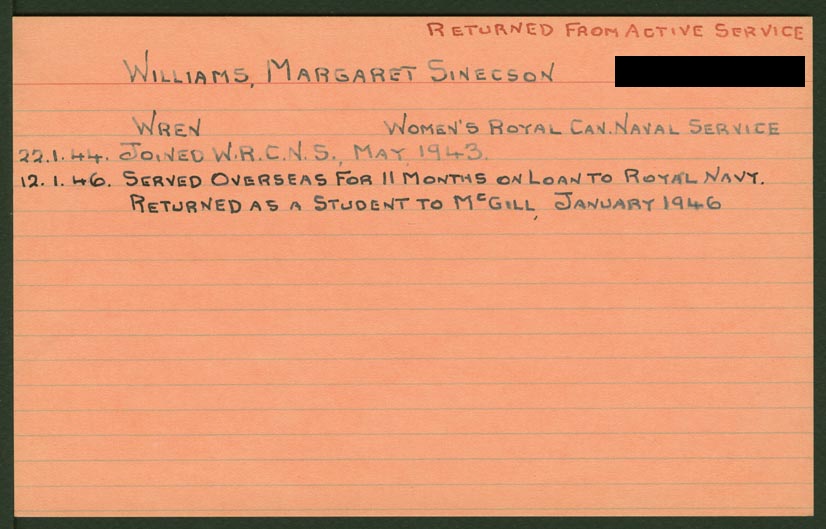 RETURNED FROM ACTIVE SERVICE
WILLIAMS, MARGARET SINECSON
WREN WOMEN'S ROYAL CAN. NAVAL SERVICE
22.1.44. JOINED W.R.C.N.S., MAY, 1943.
12.1.46. SERVED OVERSEAS FOR 11 MONTHS ON LOAN TO ROYAL NAVY.
RETURNED AS A STUDENT TO McGILL, JANUARY 1946